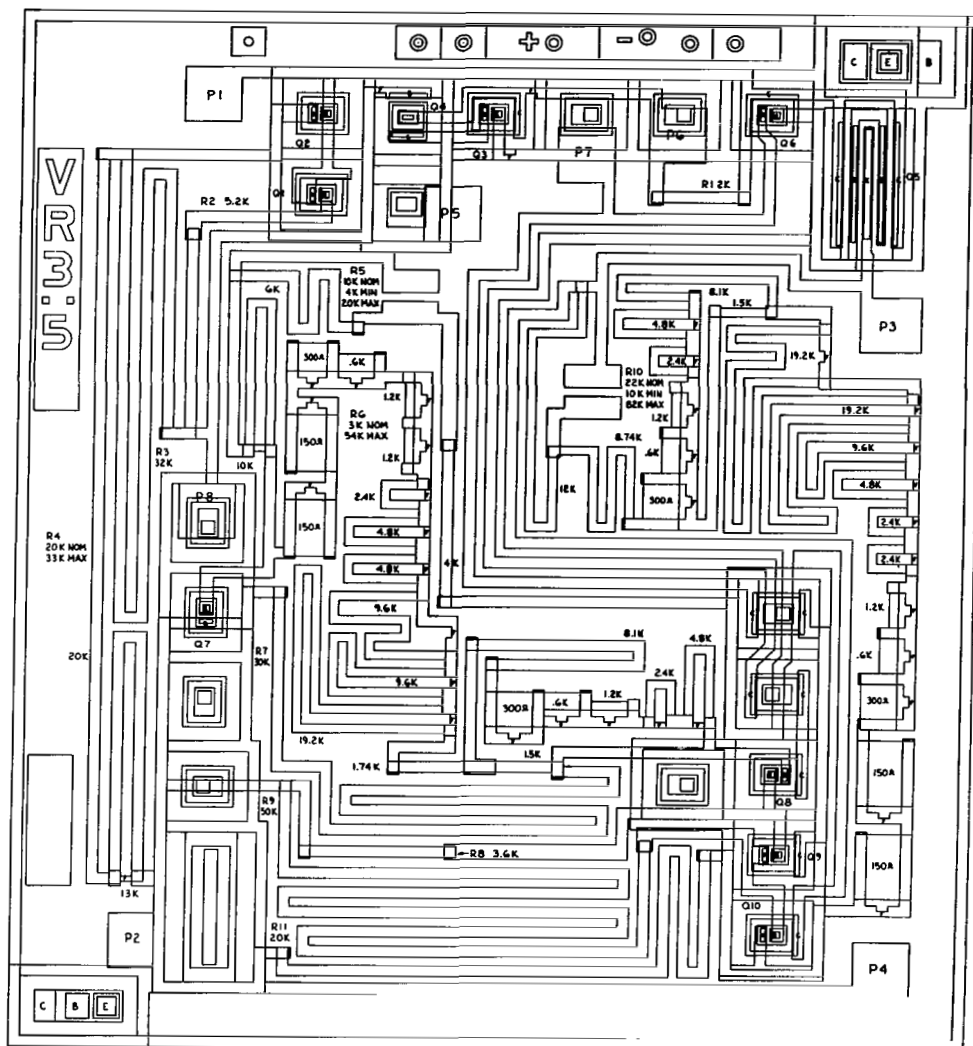 + -
C E B
P1
Q2 Q4 Q3 P7 P6 Q6 Q5
VR3:5
Q1
R2 5.2K
P5
R1 2K
6K
R5
10K NOM
4K MIN
20K MAX
8.1K
1.5K
4.8K
P3
2.4K
19.2K
300Ω
.6K
R10
22K NOM
10K MIN
62K MAX
1.2K
1.2K
19.2K
R6
3K NOM
54K MAX
150Ω
8.74K
.6K
9.6K
R3
32K
10K
1.2K
2.4K
12K
300Ω
4.8K
P8
150Ω
4.8K
2.4K
R4
20K NOM
33K MAX
4.8K
4K
2.4K
9.6K
1.2K
Q7
R7
30K
20K
8.1K
4.8K
.6K
9.6K
2.4K
300Ω
.6K
1.2K
300Ω
19.2K
1.74K
1.5K
150Ω
R9
50K
Q8
R8 3.6K
Q9
150Ω
13K
Q10
P2
R11
20K
P4
C B E